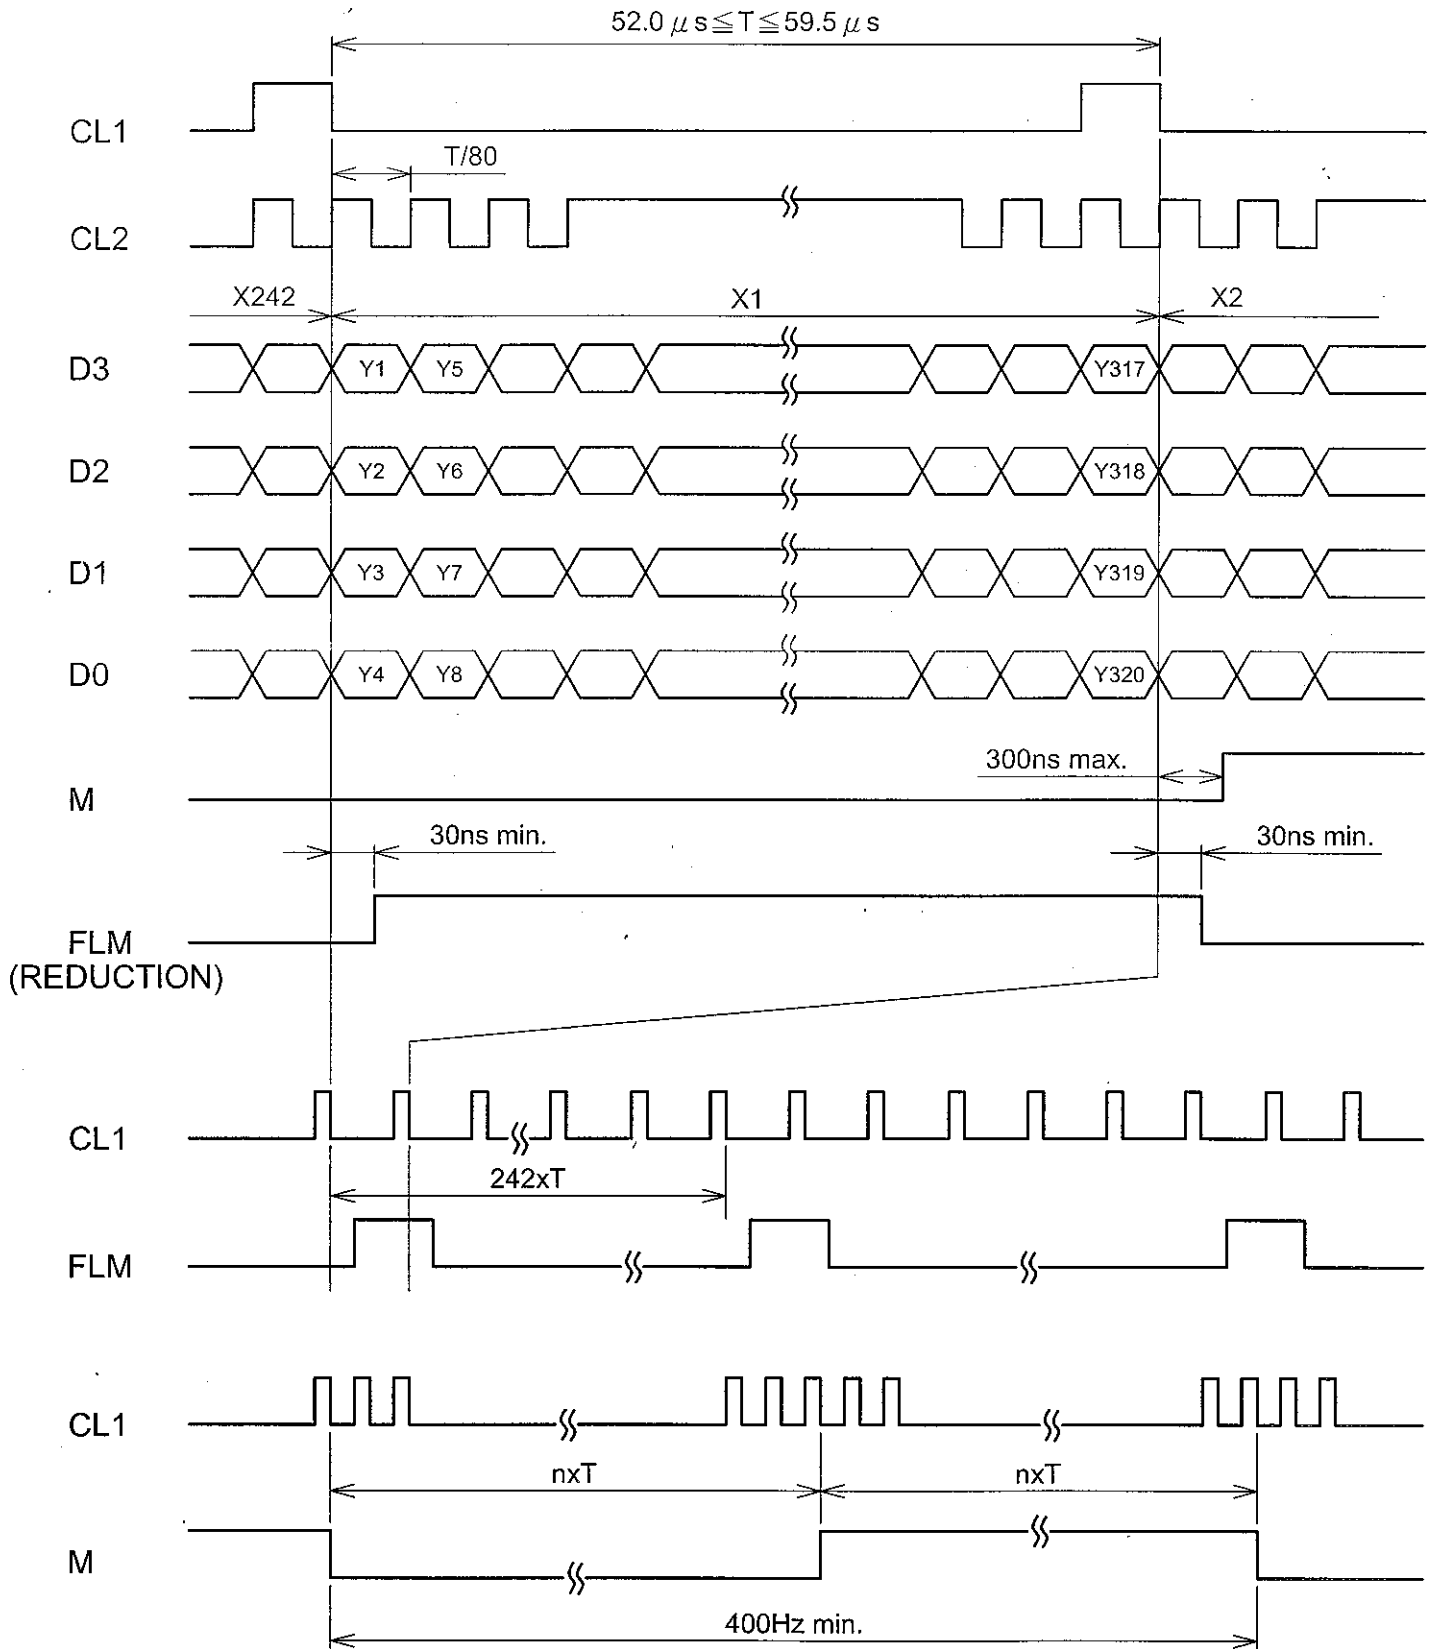 52.0 μs≦T≦59.5 μs
CL1
T/80
CL2
X242 X1 X2
D3 Y1 Y5 Y317
D2 Y2 Y6 Y318
D1 Y3 Y7 Y319
D0 Y4 Y8 Y320
300ns max.
M
30ns min. 30ns min.
FLM
(REDUCTION)
CL1
242xT
FLM
CL1
nxT nxT
M
400Hz min.